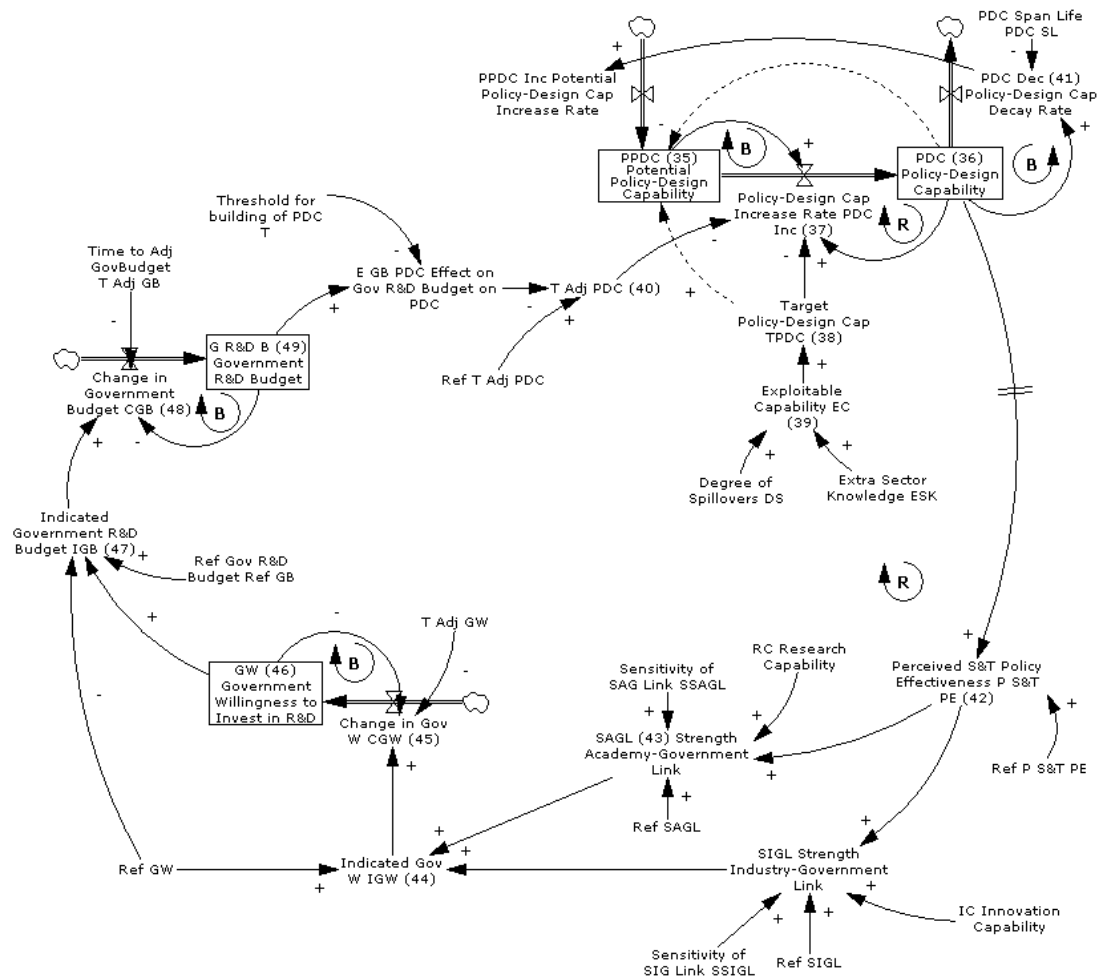 PDC Span Life
PDC SL
-
+
PPDC Inc Potential
Policy-Design Cap
Increase Rate
PDC Dec (41)
Policy-Design Cap
Decay Rate
-
+
+
PPDC (35)
Potential
Policy-Design
Capability
B
PDC (36)
Policy-Design
Capability
B
Policy-Design Cap
Increase Rate PDC
Inc (37)
R
Threshold for
building of PDC
T
-
-
+
-
+
Time to Adj
GovBudget
T Adj GB
-
E GB PDC Effect on
Gov R&D Budget on
PDC
+
T Adj PDC (40)
-
+
+
Target
Policy-Design Cap
TPDC (38)
+
Ref T Adj PDC
G R&D B (49)
Government
R&D Budget
Change in
Government
Budget CGB (48)
B
+
-
Exploitable
Capability EC
(39)
+
+
Degree of
Spillovers DS
Extra Sector
Knowledge ESK
Indicated
Government R&D
Budget IGB (47)
+
Ref Gov R&D
Budget Ref GB
R
+
-
T Adj GW
-
GW (46)
Government
Willingness to
Invest in R&D
B
Change in Gov
W CGW (45)
+
Sensitivity of
SAG Link SSAGL
+
RC Research
Capability
+
+
Perceived S&T Policy
Effectiveness P S&T
PE (42)
+
-
SAGL (43) Strength
Academy-Government
Link
+
+
Ref SAGL
Ref P S&T PE
+
+
+
Ref GW
+
Indicated Gov
W IGW (44)
SIGL Strength
Industry-Government
Link
+
+
+
IC Innovation
Capability
Sensitivity of
SIG Link SSIGL
Ref SIGL